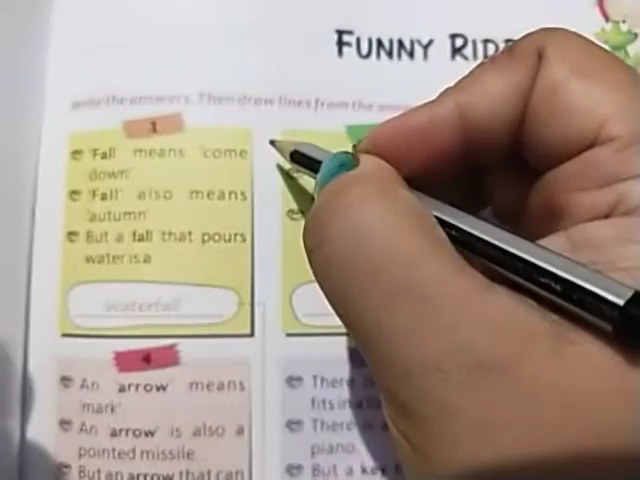 FUNNY
write the answers. Then draw lines from the
1
'Fall' means 'come
down'
'Fall' also means
'autumn'
But a fall that pours
water is a
waterfall
4
An 'arrow' means
'mark'
An 'arrow' is also a
pointed missile
But an arrow that can
There
fits in a
There is a
piano.
But a key